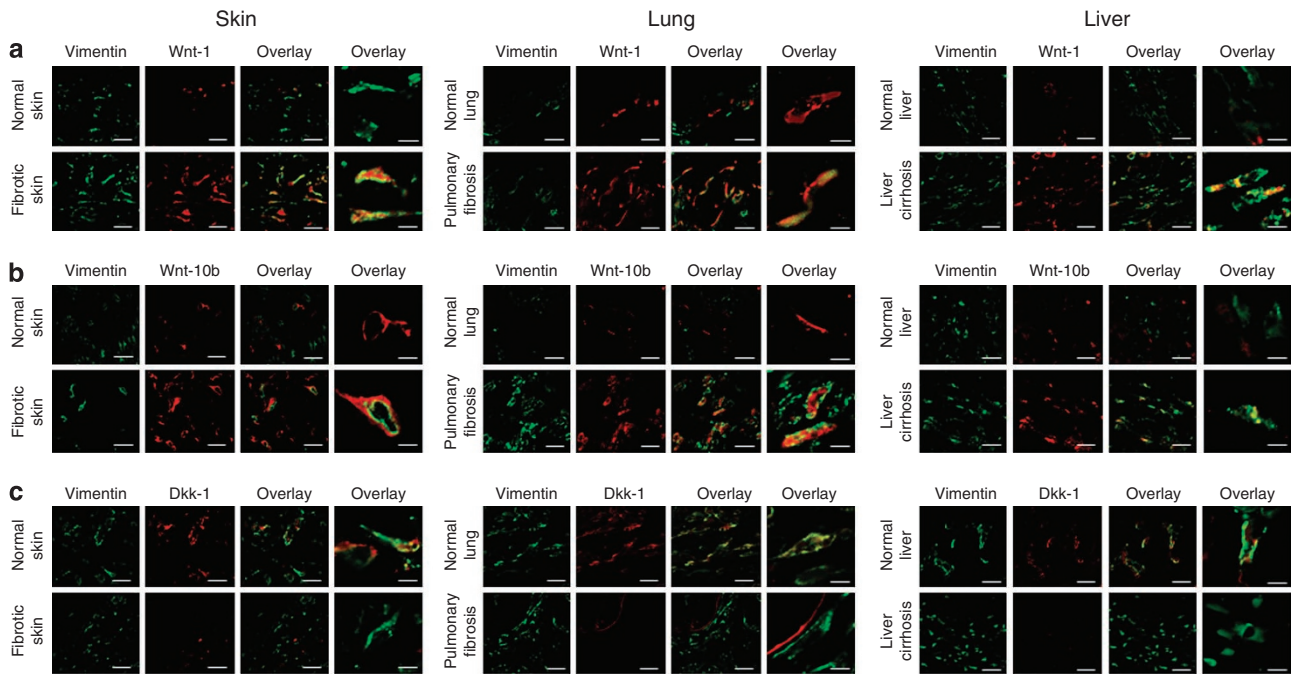 Skin Lung Liver
a Vimentin Wnt-1 Overlay Overlay Vimentin Wnt-1 Overlay Overlay Vimentin Wnt-1 Overlay Overlay
Normal skin Normal lung Normal liver
Fibrotic skin Pulmonary fibrosis Liver cirrhosis
b Vimentin Wnt-10b Overlay Overlay Vimentin Wnt-10b Overlay Overlay Vimentin Wnt-10b Overlay Overlay
Normal skin Normal lung Normal liver
Fibrotic skin Pulmonary fibrosis Liver cirrhosis
c Vimentin Dkk-1 Overlay Overlay Vimentin Dkk-1 Overlay Overlay Vimentin Dkk-1 Overlay Overlay
Normal skin Normal lung Normal liver
Fibrotic skin Pulmonary fibrosis Liver cirrhosis